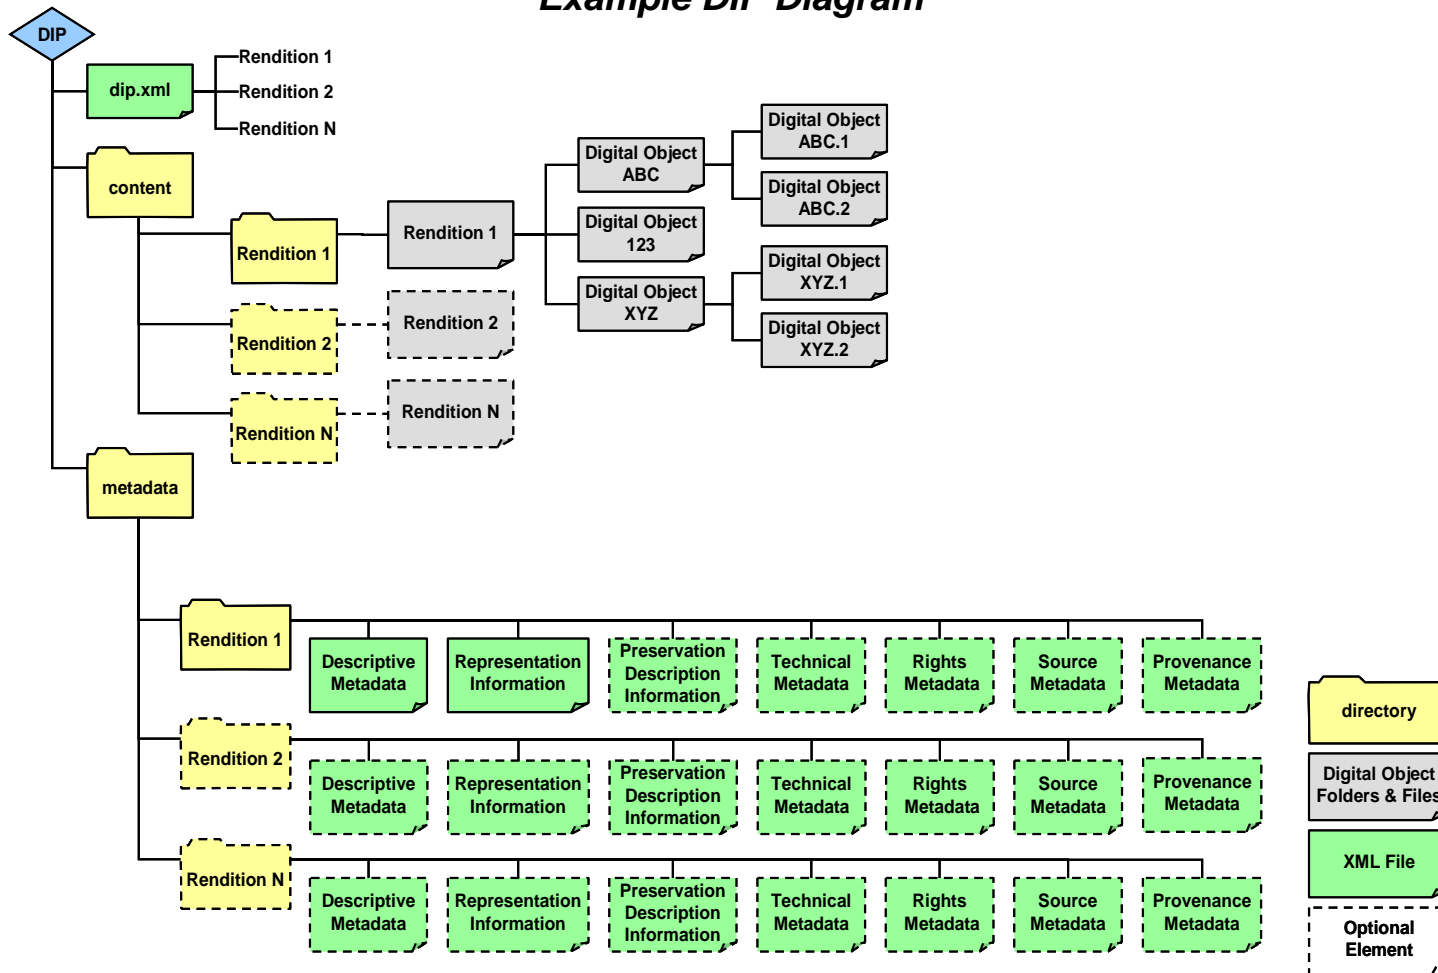 Example DIP Diagram
DIP
dip.xml
Rendition 1
Rendition 2
Rendition N
content
Rendition 1
Rendition 2
Rendition N
Rendition 1
Rendition 2
Rendition N
Digital Object
ABC
Digital Object
123
Digital Object
XYZ
Digital Object
ABC.1
Digital Object
ABC.2
Digital Object
XYZ.1
Digital Object
XYZ.2
metadata
Rendition 1
Descriptive
Metadata
Representation
Information
Preservation
Description
Information
Technical
Metadata
Rights
Metadata
Source
Metadata
Provenance
Metadata
Rendition 2
Descriptive
Metadata
Representation
Information
Preservation
Description
Information
Technical
Metadata
Rights
Metadata
Source
Metadata
Provenance
Metadata
Rendition N
Descriptive
Metadata
Representation
Information
Preservation
Description
Information
Technical
Metadata
Rights
Metadata
Source
Metadata
Provenance
Metadata
directory
Digital Object
Folders & Files
XML File
Optional
Element